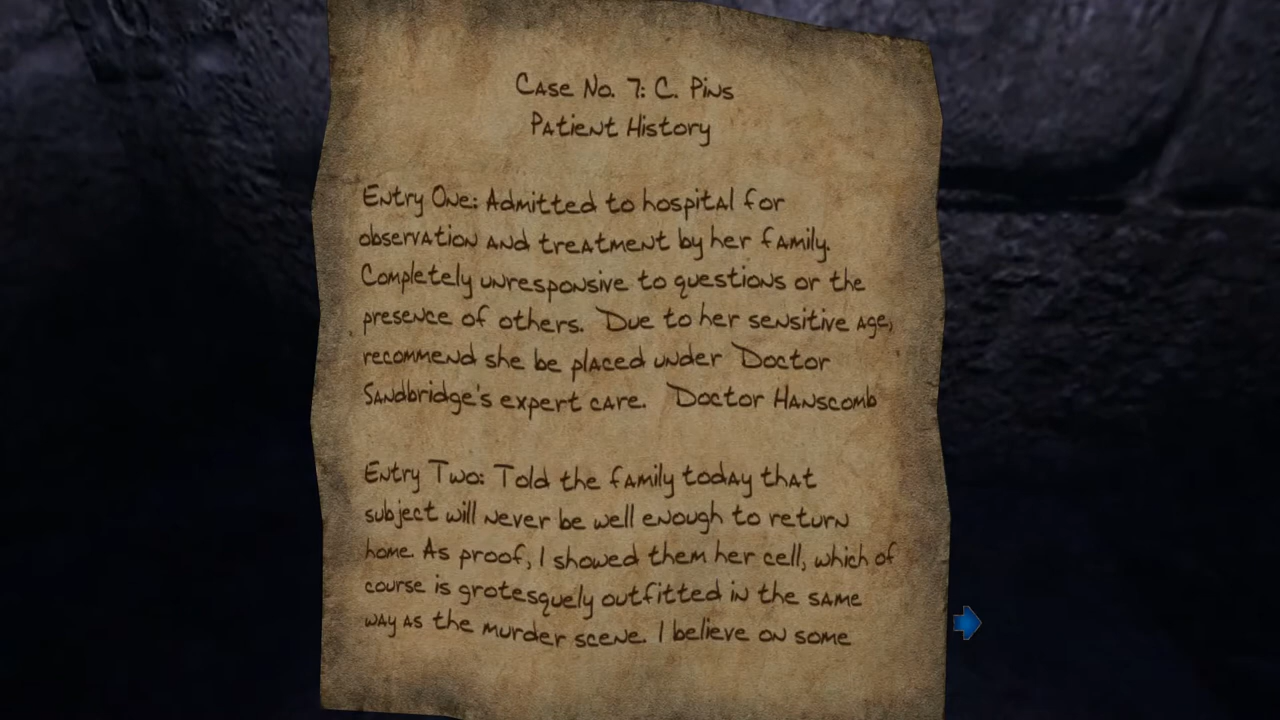 Case No. 7: C. Pins
Patient History
Entry One: Admitted to hospital for
observation and treatment by her family.
Completely unresponsive to questions or the
presence of others. Due to her sensitive age,
recommend she be placed under Doctor
Sandbridge's expert care. Doctor Hanscomb
Entry Two: Told the family today that
subject will never be well enough to return
home. As proof, I showed them her cell, which of
course is grotesquely outfitted in the same
way as the murder scene. I believe on some